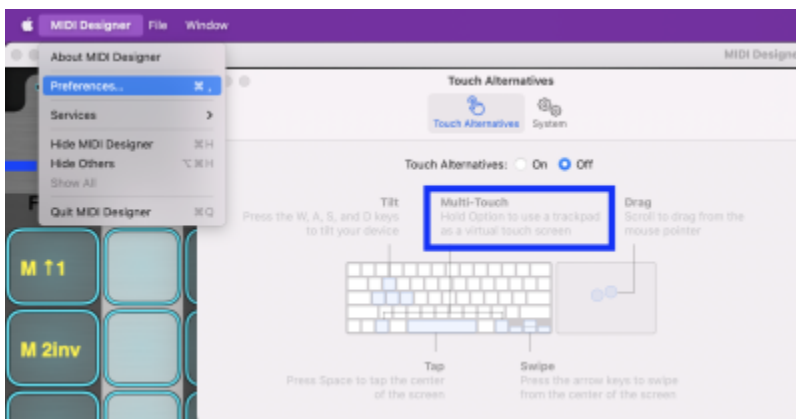 MIDI Designer File Window
MIDI Designe
About MIDI Designer
Preferences... ⌘ ,
Services >
Hide MIDI Designer ⌘H
Hide Others ⌥⌘H
Show All
Quit MIDI Designer ⌘Q
Touch Alternatives
Touch Alternatives System
Touch Alternatives: On Off
Tilt
Press the W, A, S, and D keys
to tilt your device
Multi-Touch
Hold Option to use a trackpad
as a virtual touch screen
Drag
Scroll to drag from the
mouse pointer
Tap
Press Space to tap the center
of the screen
Swipe
Press the arrow keys to swipe
from the center of the screen
F
M ↑1
M 2inv